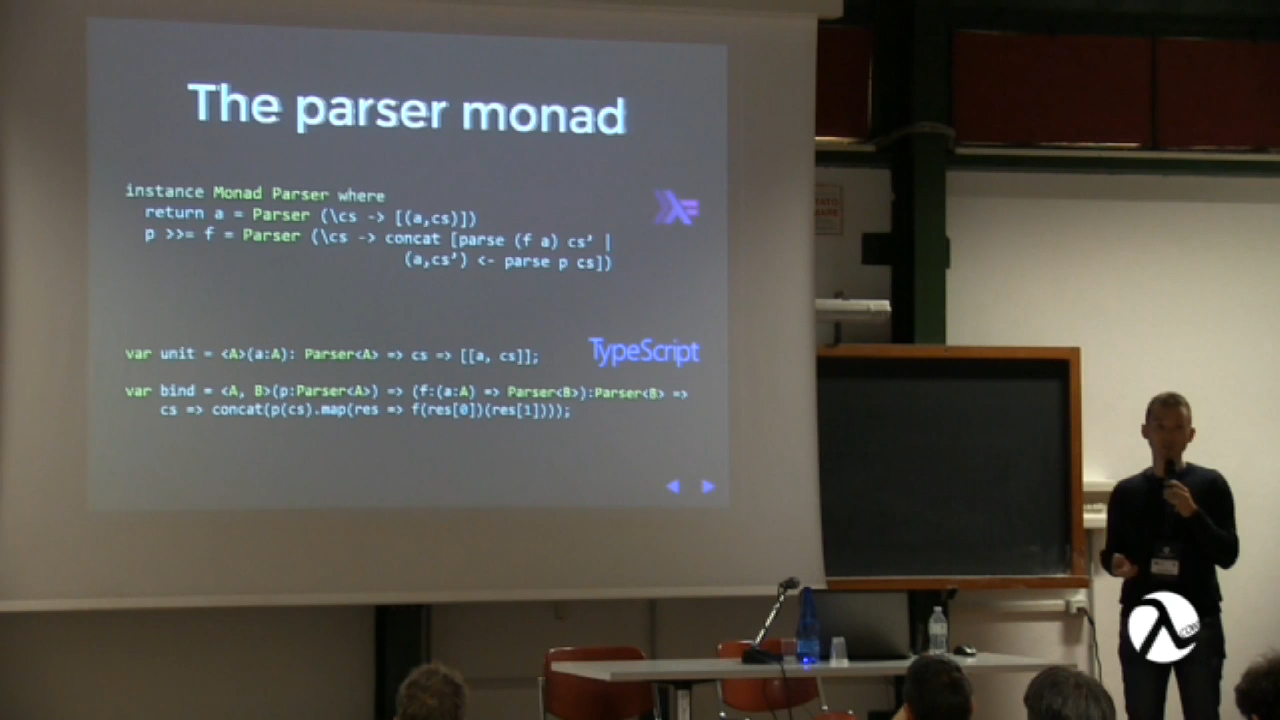 The parser monad
instance Monad Parser where
return a = Parser (\cs -> [(a,cs)])
p >>= f = Parser (\cs -> concat [parse (f a) cs’ |
(a,cs’) <- parse p cs])
TypeScript
var unit = <A>(a:A): Parser<A> => cs => [[a, cs]];
var bind = <A, B>(p:Parser<A>) => (f:(a:A) => Parser<B>):Parser<B> =>
cs => concat(p(cs).map(res => f(res[0])(res[1])));
λ
CON